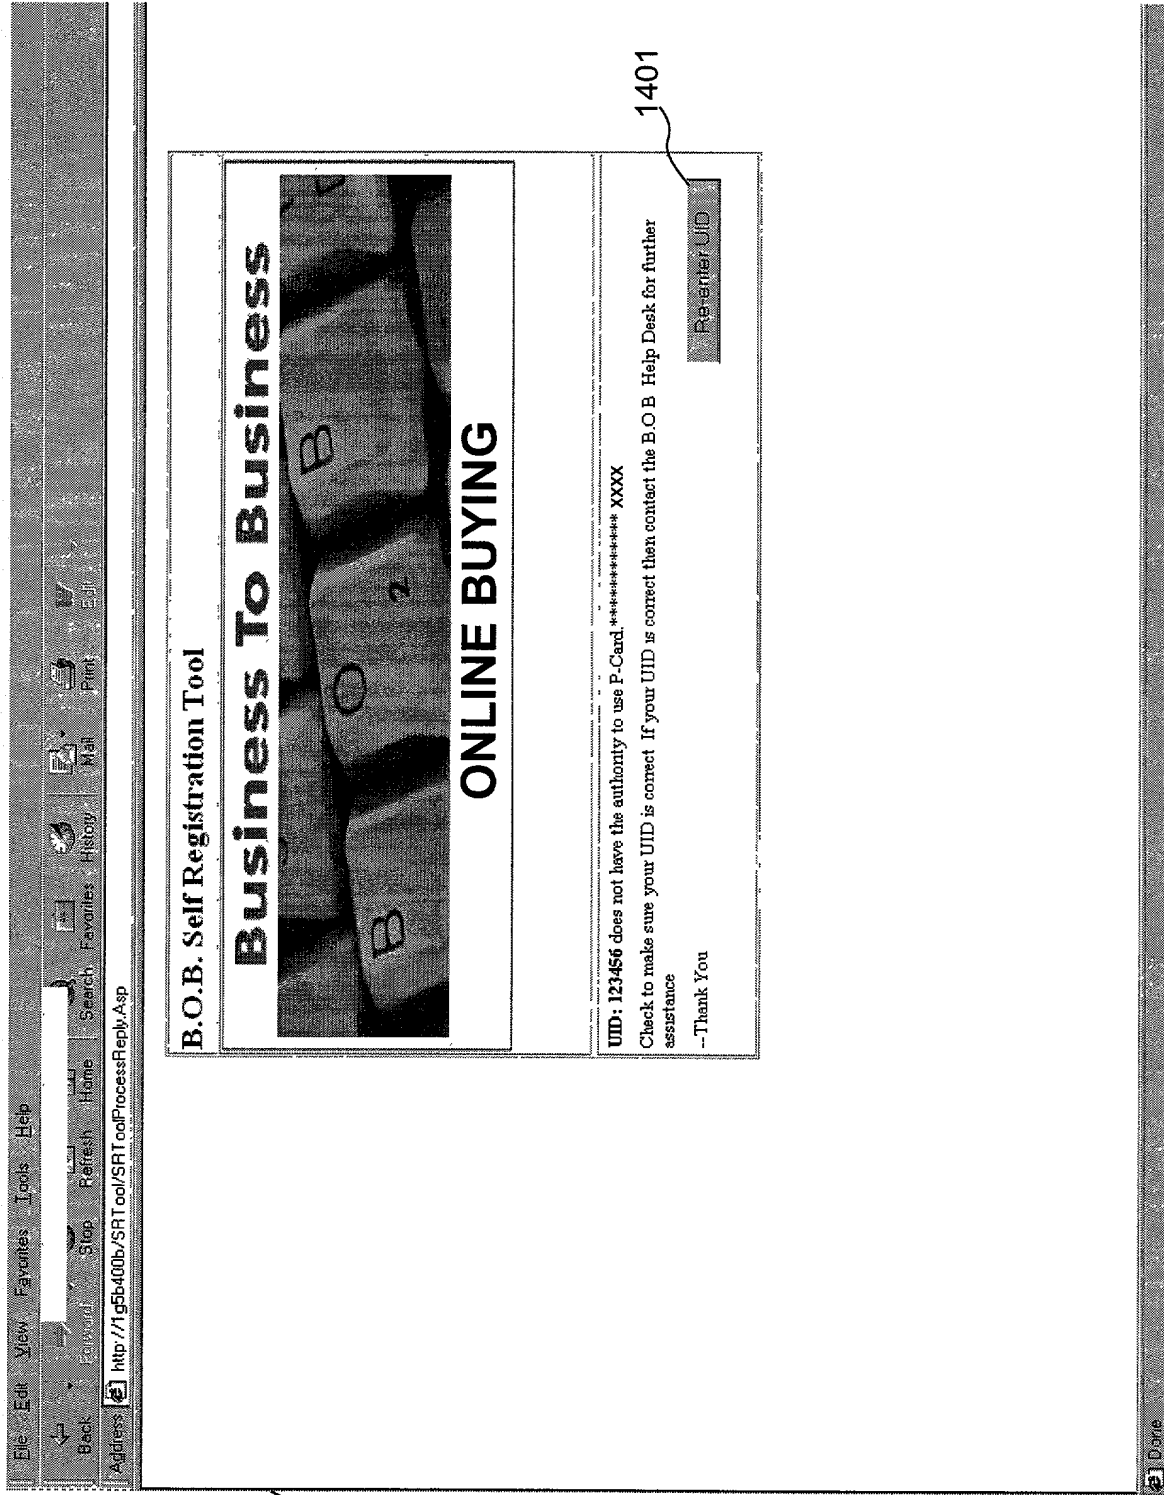 File Edit View Favorites Tools Help
Back Forward Stop Refresh Home Search Favorites History Mail Print Edit
Address http://1g5b400b/SRTool/SRToolProcessReply.Asp
B.O.B. Self Registration Tool
Business To Business
B O 2 B
ONLINE BUYING
UID: 123456 does not have the authority to use P-Card.************ XXXX
Check to make sure your UID is correct If your UID is correct then contact the B.O B Help Desk for further
assistance
--Thank You
Re-enter UID
1401
Done